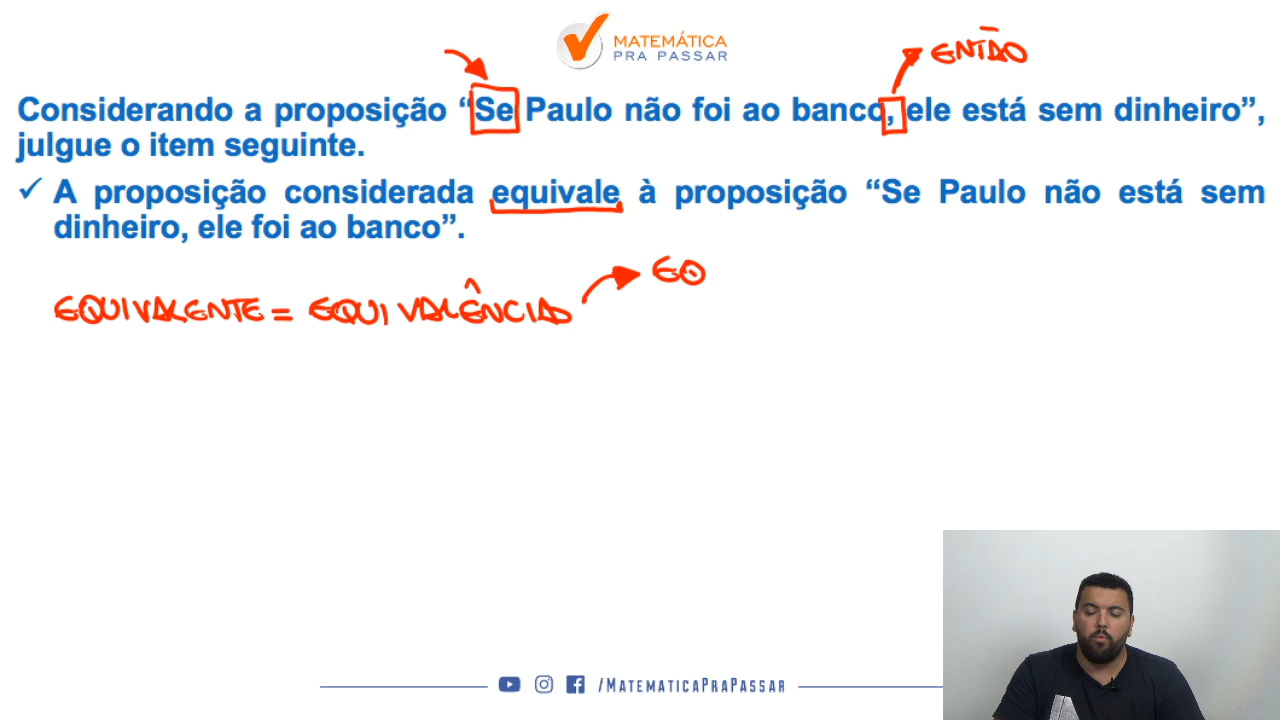 MATEMÁTICA
PRA PASSAR
ENTÃO
Considerando a proposição “Se Paulo não foi ao banco, ele está sem dinheiro”,
julgue o item seguinte.
✓ A proposição considerada equivale à proposição “Se Paulo não está sem
dinheiro, ele foi ao banco”.
EQ
EQUIVALENTE = EQUIVALÊNCIA
/MATEMATICAPRAPASSAR